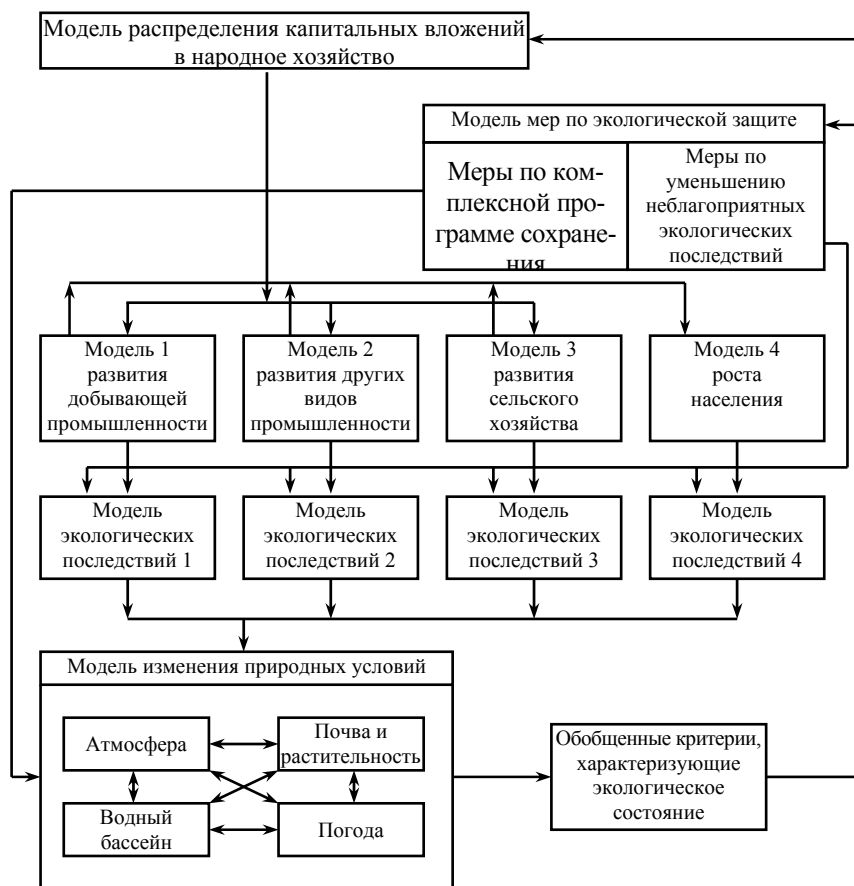 Модель распределения капитальных вложений
в народное хозяйство
Модель мер по экологической защите
Меры по ком-
плексной про-
грамме сохране-
ния
Меры по
уменьшению
неблагоприятных
экологических
последствий
Модель 1
развития
добывающей
промышленности
Модель 2
развития других
видов
промышленности
Модель 3
развития
сельского
хозяйства
Модель 4
роста
населения
Модель
экологических
последствий 1
Модель
экологических
последствий 2
Модель
экологических
последствий 3
Модель
экологических
последствий 4
Модель изменения природных условий
Атмосфера
Почва и
растительность
Водный
бассейн
Погода
Обобщенные критерии,
характеризующие
экологическое
состояние